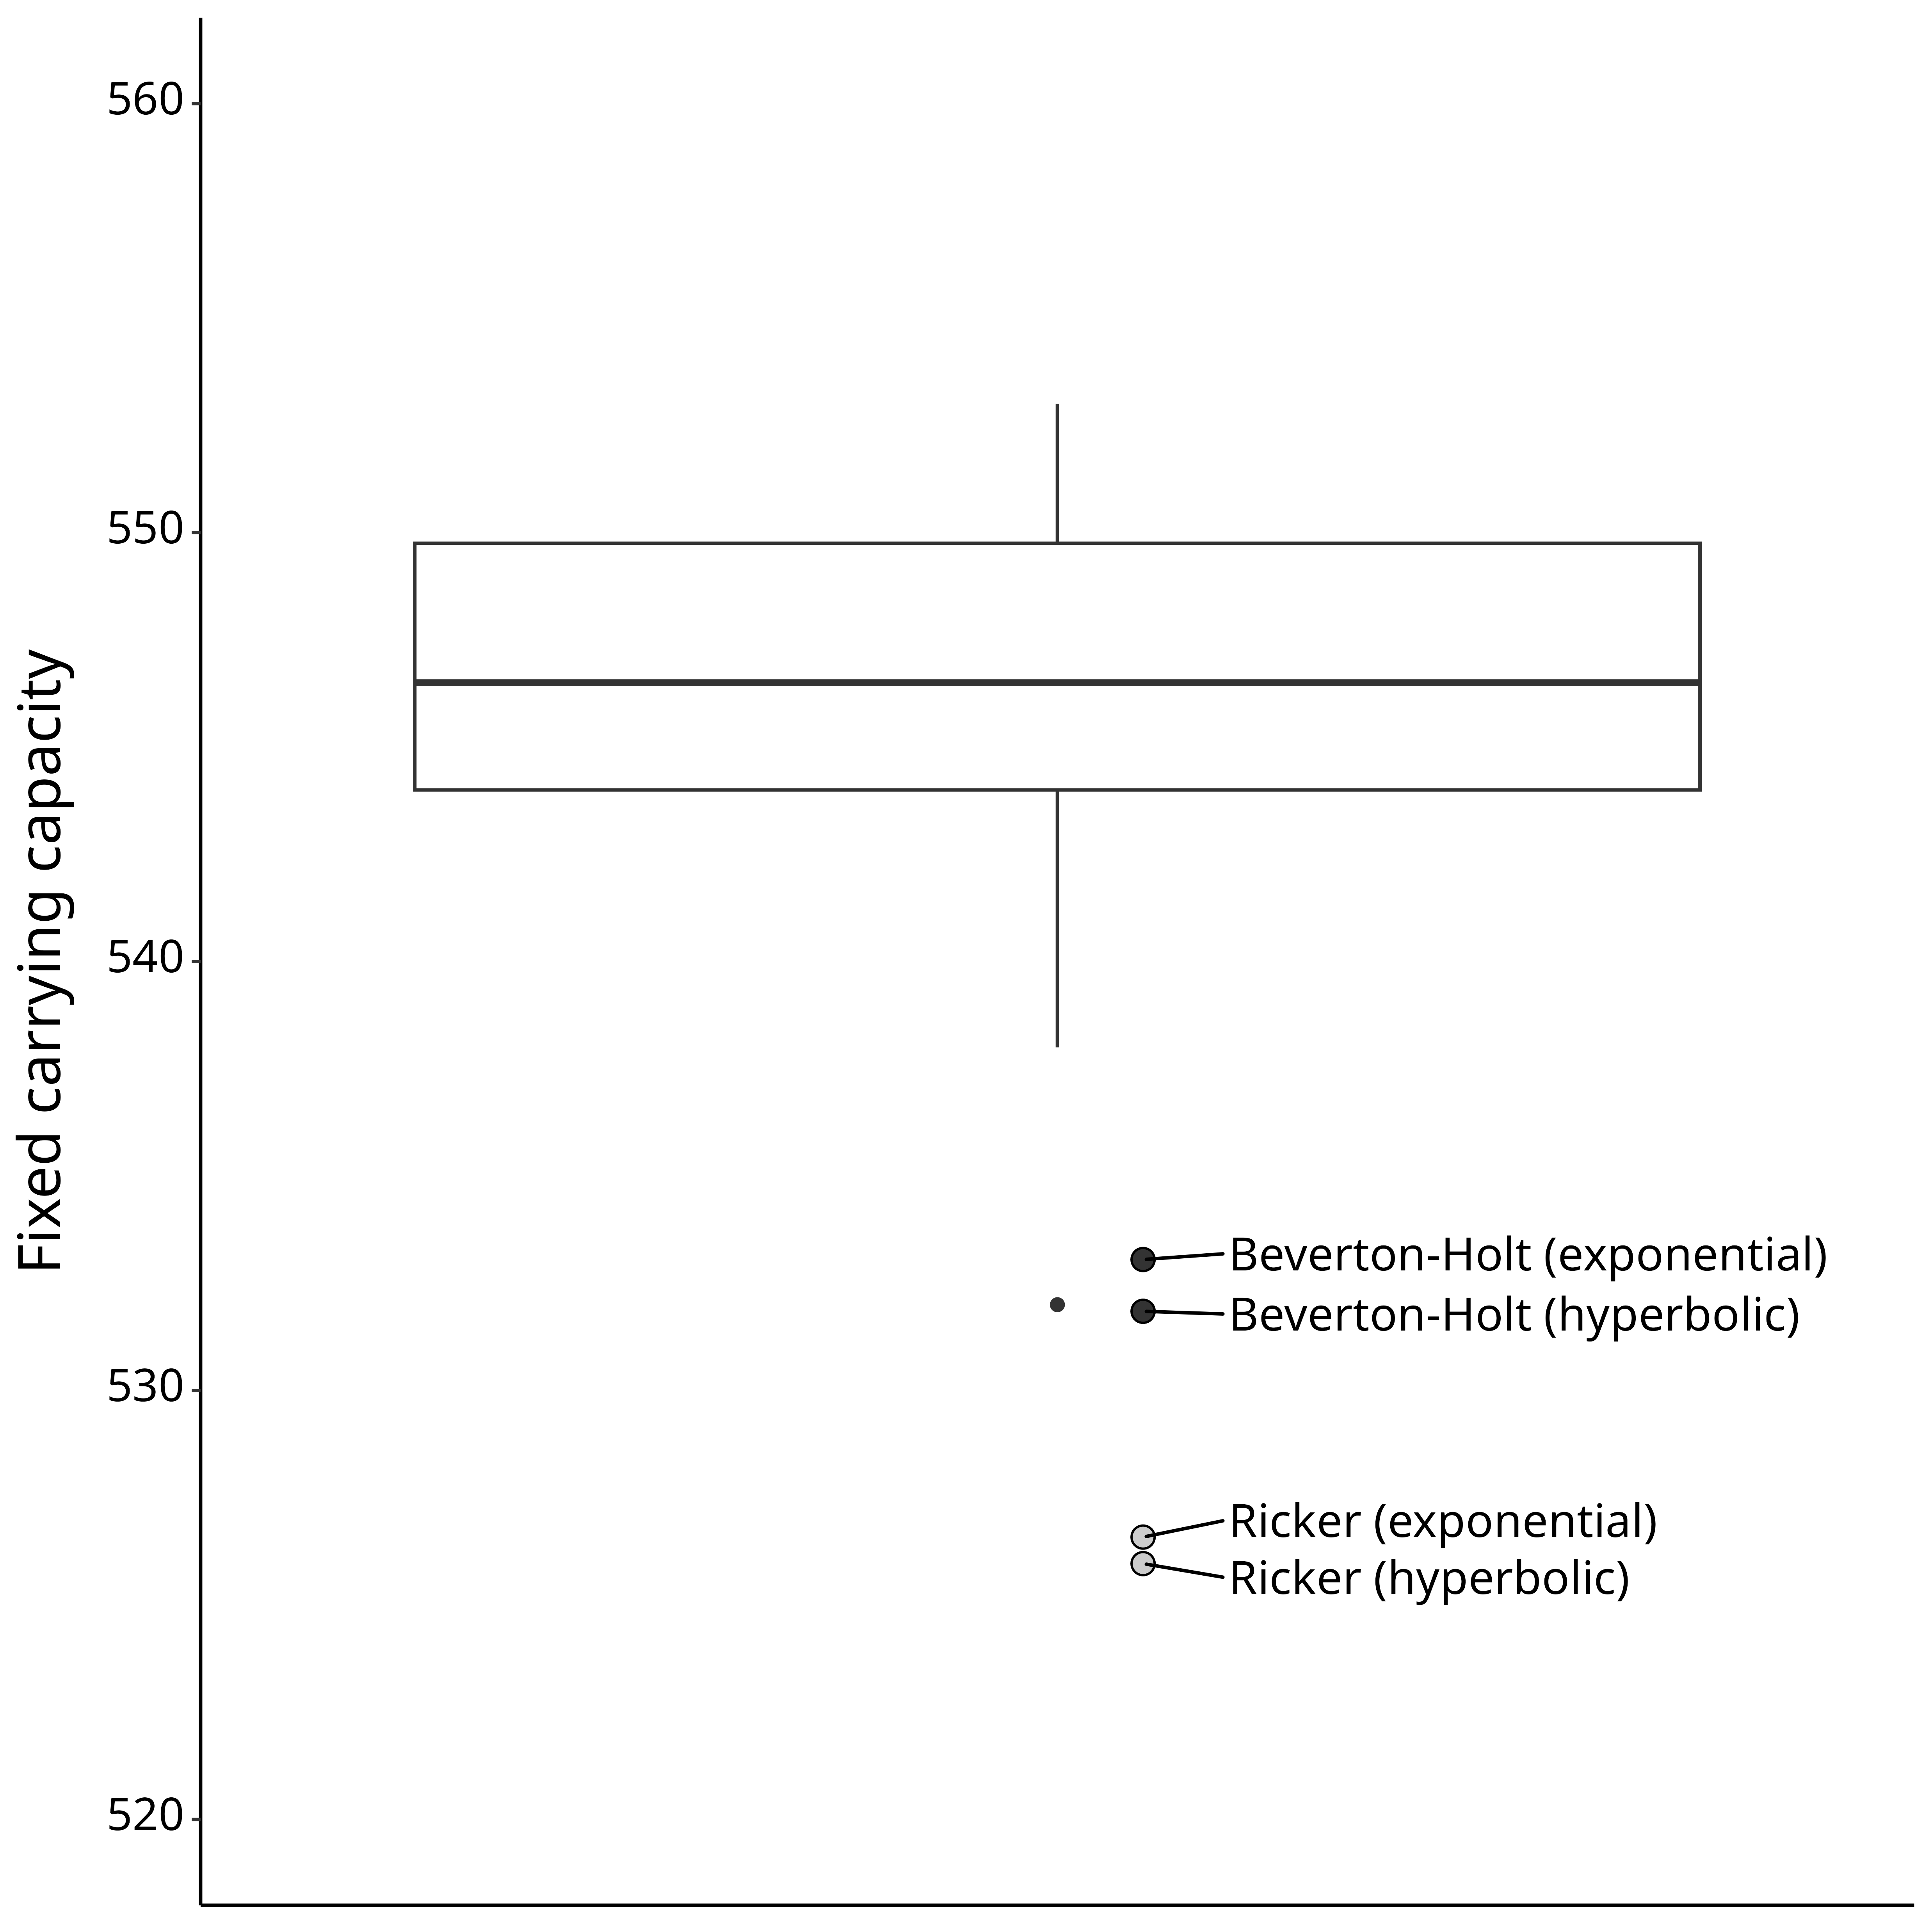 Fixed carrying capacity
560
550
540
530
520
Beverton-Holt (exponential)
Beverton-Holt (hyperbolic)
Ricker (exponential)
Ricker (hyperbolic)